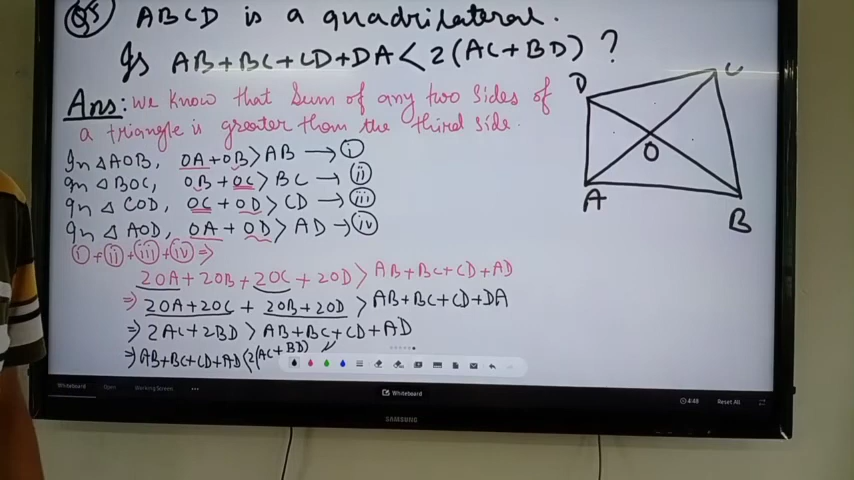 Q5 ABCD is a quadrilateral.
Is AB+BC+CD+DA<2(AC+BD) ?
Ans: We know that Sum of any two sides of
a triangle is greater than the third side.
In △AOB, OA+OB>AB → i
In △ BOC, OB+OC>BC → ii
In △ COD, OC+OD>CD → iii
In △ AOD, OA+OD>AD → iv
i+ii+iii+iv ⇒
2OA+2OB+2OC+2OD>AB+BC+CD+AD
⇒ 2OA+2OC + 2OB+2OD >AB+BC+CD+DA
⇒ 2AC+2BD > AB+BC+CD+AD
⇒ AB+BC+CD+AD<2(AC+BD)
D
C
O
A
B
Whiteboard
Working Screen
Whiteboard
4:48
Reset All
SAMSUNG